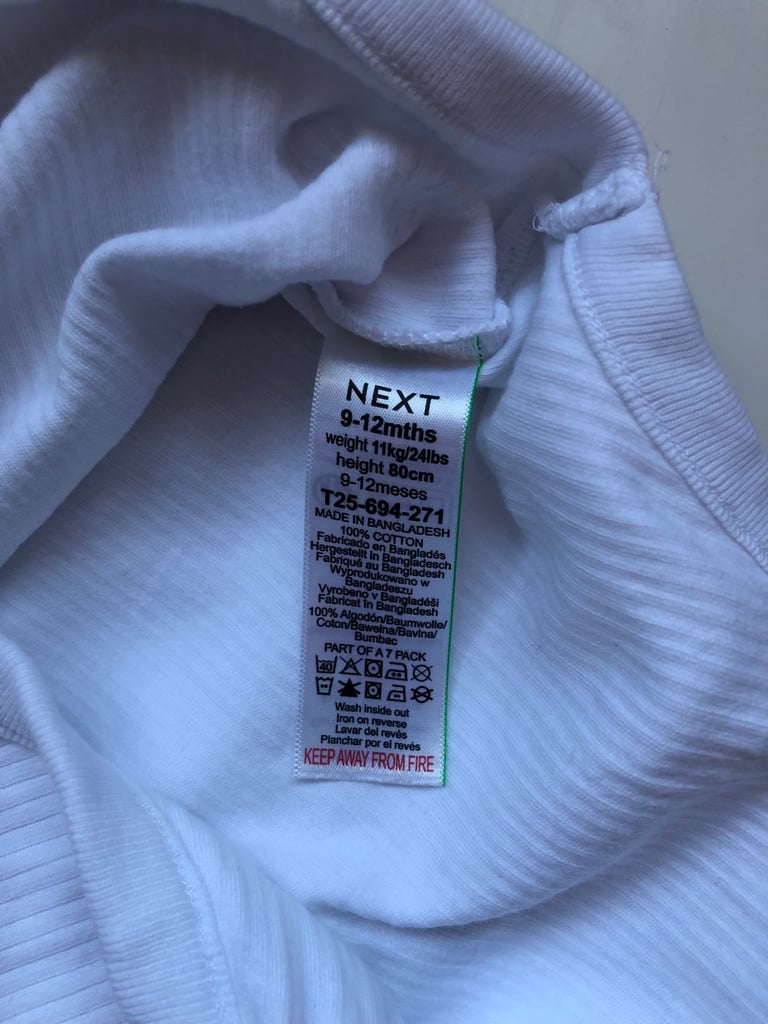 NEXT
9-12mths
weight 11kg/24lbs
height 80cm
9-12meses
T25-694-271
MADE IN BANGLADESH
100% COTTON
Fabricado en Bangladés
Hergestellt in Bangladesch
Fabriqué au Bangladesh
Wyprodukowano w
Bangladeszu
Vyrobeno v Bangladéši
Fabricat în Bangladesh
100% Algodón/Baumwolle/
Coton/Bawełna/Bavlna/
Bumbac
PART OF A 7 PACK
40
Wash inside out
Iron on reverse
Lavar del revés
Planchar por el revés
KEEP AWAY FROM FIRE